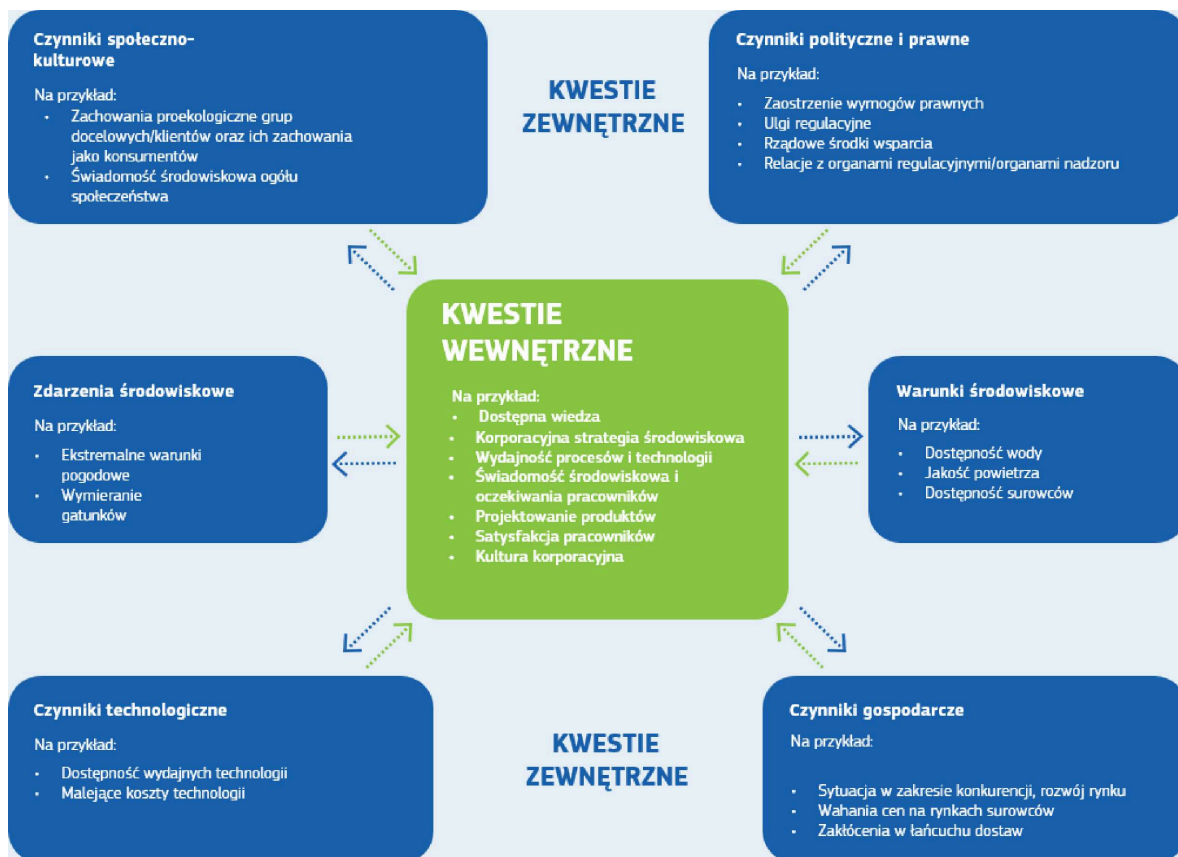 Czynniki społeczno-
kulturowe
Na przykład:
• Zachowania proekologiczne grup
docelowych/klientów oraz ich zachowania
jako konsumentów
• Świadomość środowiskowa ogółu
społeczeństwa
KWESTIE
ZEWNĘTRZNE
Czynniki polityczne i prawne
Na przykład:
• Zaostrzenie wymogów prawnych
• Ulgi regulacyjne
• Rządowe środki wsparcia
• Relacje z organami regulacyjnymi/organami nadzoru
KWESTIE
WEWNĘTRZNE
Na przykład:
• Dostępna wiedza
• Korporacyjna strategia środowiskowa
• Wydajność procesów i technologii
• Świadomość środowiskowa i
oczekiwania pracowników
• Projektowanie produktów
• Satysfakcja pracowników
• Kultura korporacyjna
Zdarzenia środowiskowe
Na przykład:
• Ekstremalne warunki
pogodowe
• Wymieranie
gatunków
Warunki środowiskowe
Na przykład:
• Dostępność wody
• Jakość powietrza
• Dostępność surowców
Czynniki technologiczne
Na przykład:
• Dostępność wydajnych technologii
• Malejące koszty technologii
KWESTIE
ZEWNĘTRZNE
Czynniki gospodarcze
Na przykład:
• Sytuacja w zakresie konkurencji, rozwój rynku
• Wahania cen na rynkach surowców
• Zakłócenia w łańcuchu dostaw